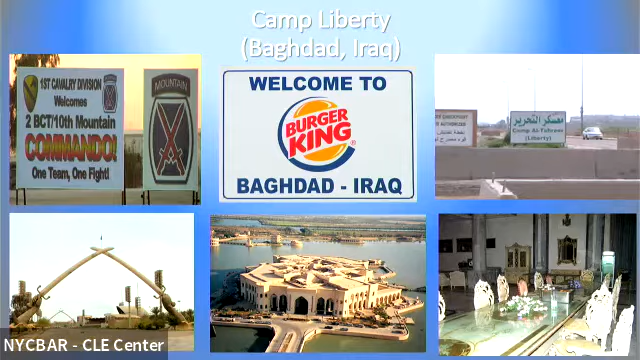 Camp Liberty
(Baghdad, Iraq)
1ST CAVALRY DIVISION
Welcomes
2 BCT/10th Mountain
COMMANDO!
One Team, One Fight!
MOUNTAIN
WELCOME TO
BURGER
KING
BAGHDAD - IRAQ
معسكر التحرير
Camp Al-Tahreer
(Liberty)
NYCBAR - CLE Center